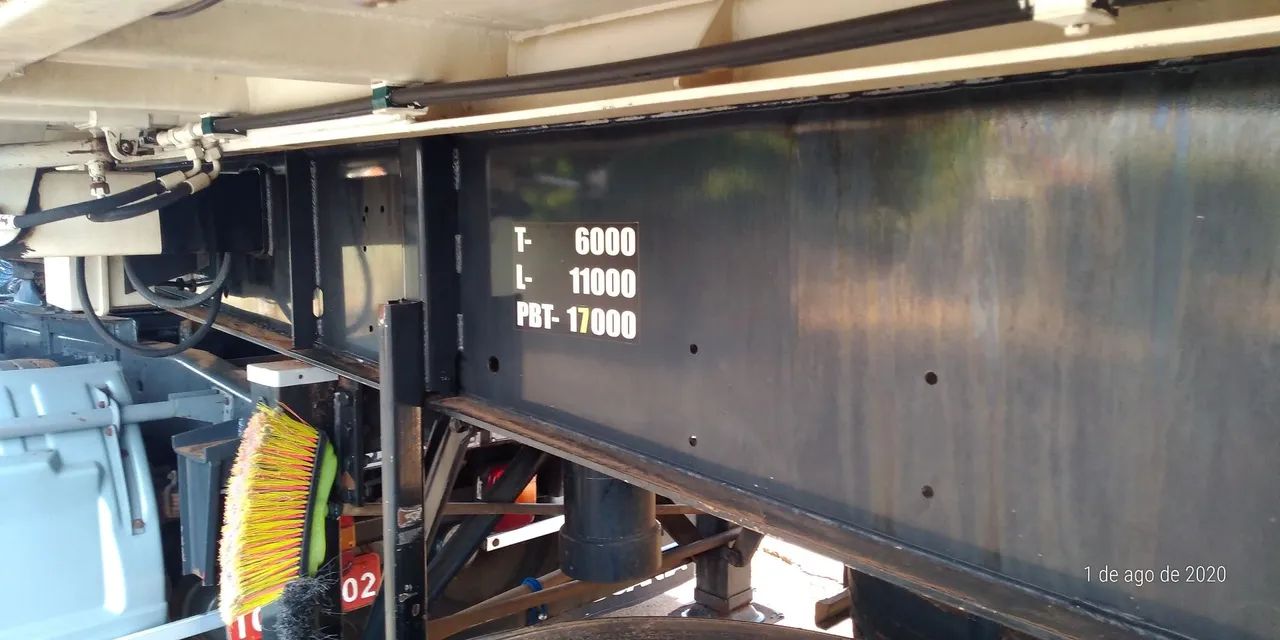 T- 6000
L- 11000
PBT- 17000
02
1 de ago de 2020